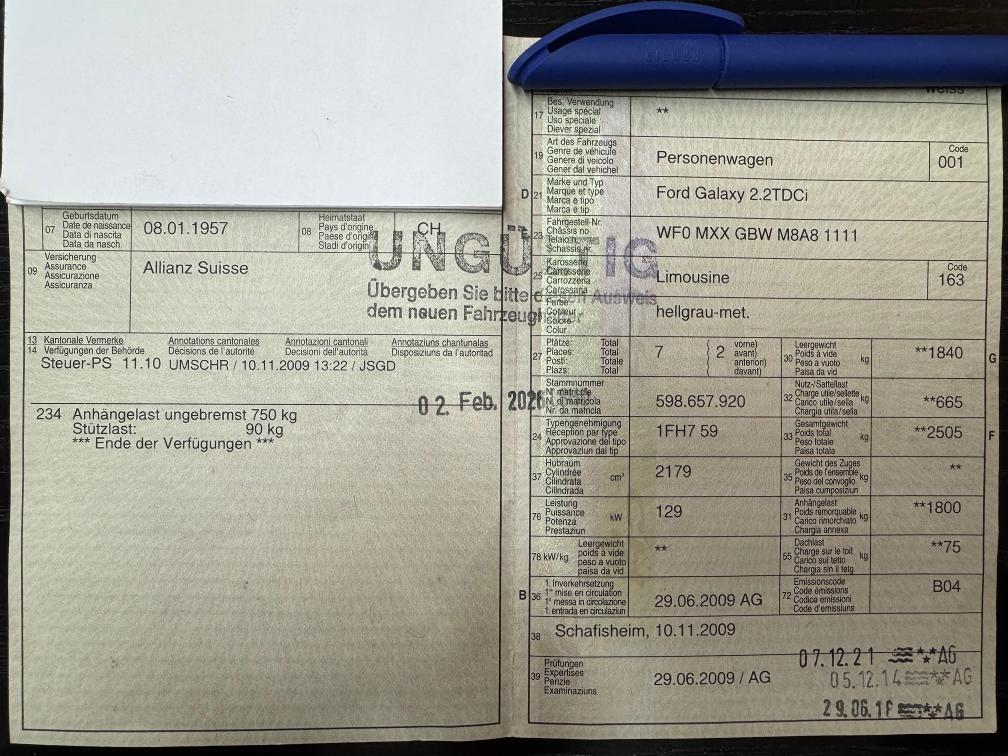 07
Geburtsdatum
Date de naissance
Data di nascita
Data da nasch.
08.01.1957
08
Heimatstaat
Pays d'origine
Paese d'origine
Stadi d'origin
CH
09
Versicherung
Assurance
Assicurazione
Assicuranza
Allianz Suisse
UNGÜLTIG
Übergeben Sie bitte diesen Ausweis
dem neuen Fahrzeughalter
13 Kantonale Vermerke Annotations cantonales Annotazioni cantonali Annotaziuns chantunalas
14 Verfügungen der Behörde Décisions de l'autorité Decisioni dell'autorità Disposiziuns da l'autoritad
Steuer-PS 11.10 UMSCHR / 10.11.2009 13:22 / JSGD
02. Feb. 2026
234 Anhängelast ungebremst 750 kg
Stützlast: 90 kg
*** Ende der Verfügungen ***
weiss
17
Bes. Verwendung
Usage spécial
Uso speciale
Diever spezial
**
19
Art des Fahrzeugs
Genre de véhicule
Genere di veicolo
Gener dal vehichel
Personenwagen
Code
001
D 21
Marke und Typ
Marque et type
Marca e tipo
Marca e tip
Ford Galaxy 2.2TDCi
E 23
Fahrgestell-Nr.
Châssis no
Telaio n.
Schassis nr.
WF0 MXX GBW M8A8 1111
25
Karosserie
Carrosserie
Carrozzeria
Carossaria
Limousine
Code
163
Farbe
Couleur
Colore
Colur
hellgrau-met.
27
Plätze: Total
Places: Total
Posti: Totale
Plazs: Total
7
2
vorne)
avant)
anteriori)
davant)
30
Leergewicht
Poids à vide
Peso a vuoto
Paisa da vid
kg
**1840
G
Stammnummer
N° matricule
N. di matricola
Nr. da matricla
598.657.920
32
Nutz-/Sattellast
Charge utile/sellette
Carico utile/sella
Chargia utila/sella
kg
**665
24
Typengenehmigung
Réception par type
Approvazione del tipo
Approvaziun dal tip
1FH7 59
33
Gesamtgewicht
Poids total
Peso totale
Paisa totala
kg
**2505
F
37
Hubraum
Cylindrée
Cilindrata
Cilindrada
cm³
2179
35
Gewicht des Zuges
Poids de l'ensemble
Peso del convoglio
Paisa cumposiziun
kg
**
76
Leistung
Puissance
Potenza
Prestaziun
kW
129
31
Anhängelast
Poids remorquable
Carico rimorchiato
Chargia annexa
kg
**1800
78 kW/kg
Leergewicht
poids à vide
peso a vuoto
paisa da vid
**
55
Dachlast
Charge sur le toit
Carico sul tetto
Chargia sin il tetg
kg
**75
B 36
1. Inverkehrsetzung
1re mise en circulation
1a messa in circolazione
1. entrada en circulaziun
29.06.2009 AG
72
Emissionscode
Code émissions
Codice emissioni
Code d'emissiuns
B04
38
Schafisheim, 10.11.2009
39
Prüfungen
Expertises
Perizie
Examinaziuns
29.06.2009 / AG
07.12.21 AG
05.12.14 AG
29.06.18 AG